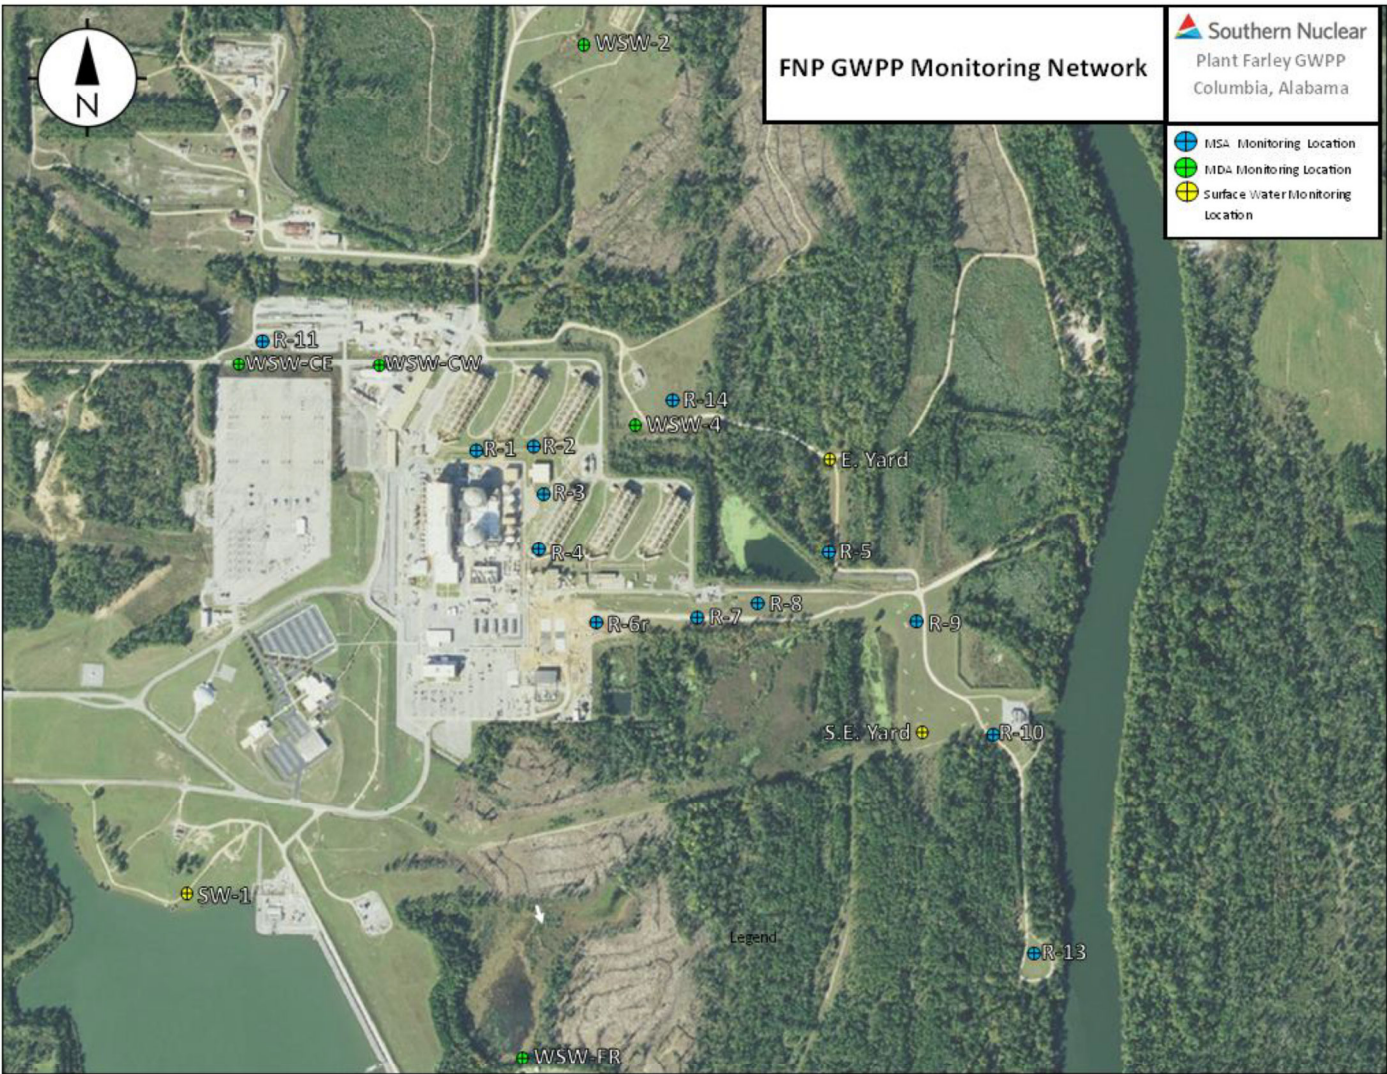 WSW-2
FNP GWPP Monitoring Network
Southern Nuclear
Plant Farley GWPP
Columbia, Alabama
N
MSA Monitoring Location
MDA Monitoring Location
Surface Water Monitoring
Location
R-11
WSW-CE
WSW-CW
R-14
WSW-4
R-1
R-2
E. Yard
R-3
R-4
R-5
R-8
R-7
R-6r
R-9
S.E. Yard
R-10
SW-1
Legend
R-13
WSW-FR